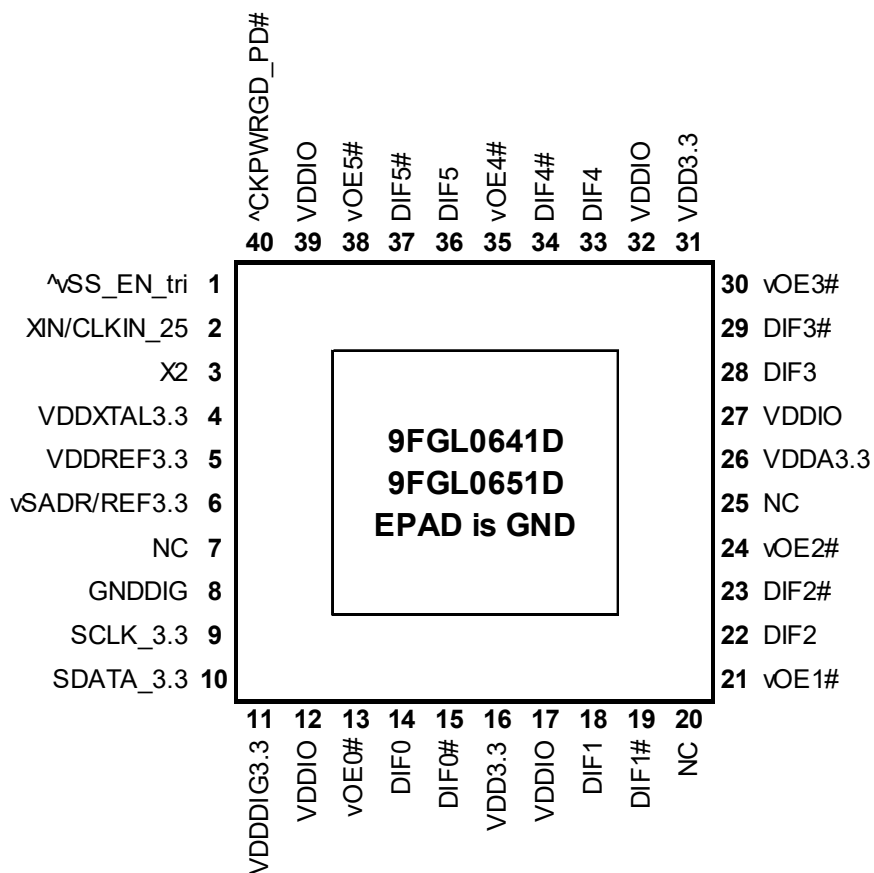 ^CKPWRGD_PD#
VDDIO
vOE5#
DIF5#
DIF5
vOE4#
DIF4#
DIF4
VDDIO
VDD3.3
40 39 38 37 36 35 34 33 32 31
^vSS_EN_tri 1
XIN/CLKIN_25 2
X2 3
VDDXTAL3.3 4
VDDREF3.3 5
vSADR/REF3.3 6
NC 7
GNDDIG 8
SCLK_3.3 9
SDATA_3.3 10
9FGL0641D
9FGL0651D
EPAD is GND
30 vOE3#
29 DIF3#
28 DIF3
27 VDDIO
26 VDDA3.3
25 NC
24 vOE2#
23 DIF2#
22 DIF2
21 vOE1#
11 12 13 14 15 16 17 18 19 20
VDDDIG3.3
VDDIO
vOE0#
DIF0
DIF0#
VDD3.3
VDDIO
DIF1
DIF1#
NC